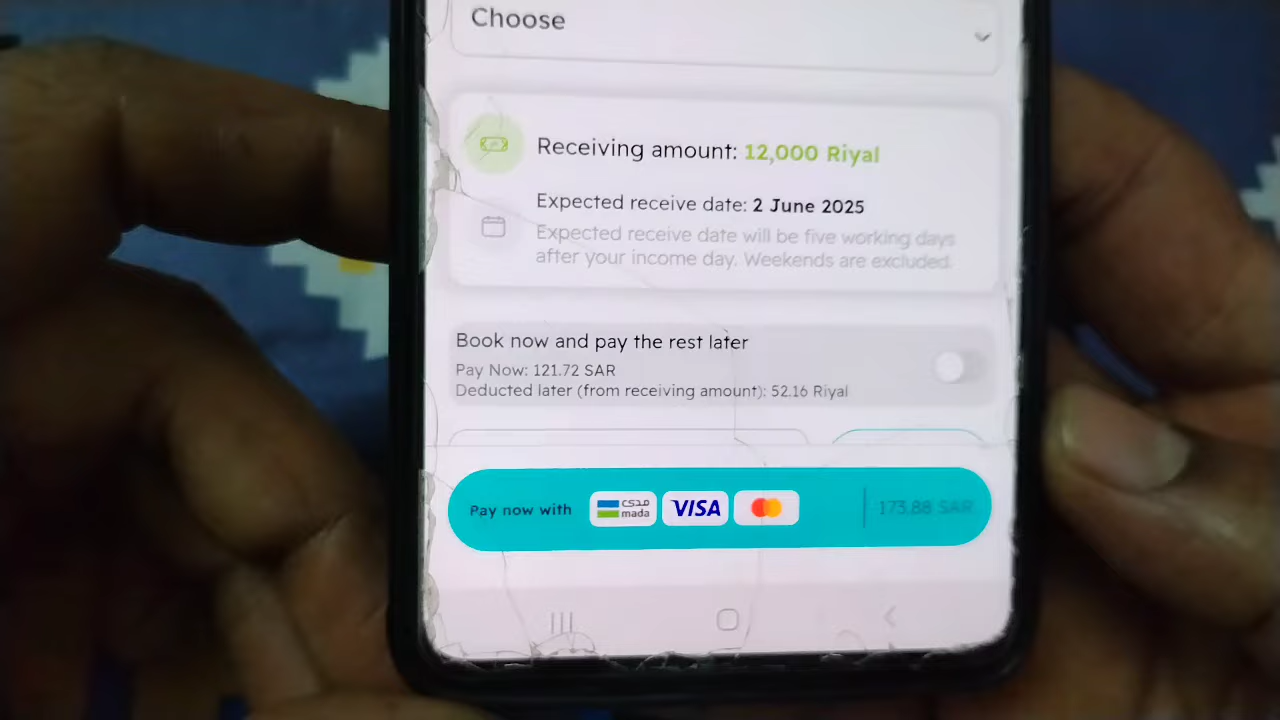 Choose
Receiving amount: 12,000 Riyal
Expected receive date: 2 June 2025
Expected receive date will be five working days
after your income day. Weekends are excluded.
Book now and pay the rest later
Pay Now: 121.72 SAR
Deducted later (from receiving amount): 52.16 Riyal
Pay now with مدى mada VISA 173.88 SAR